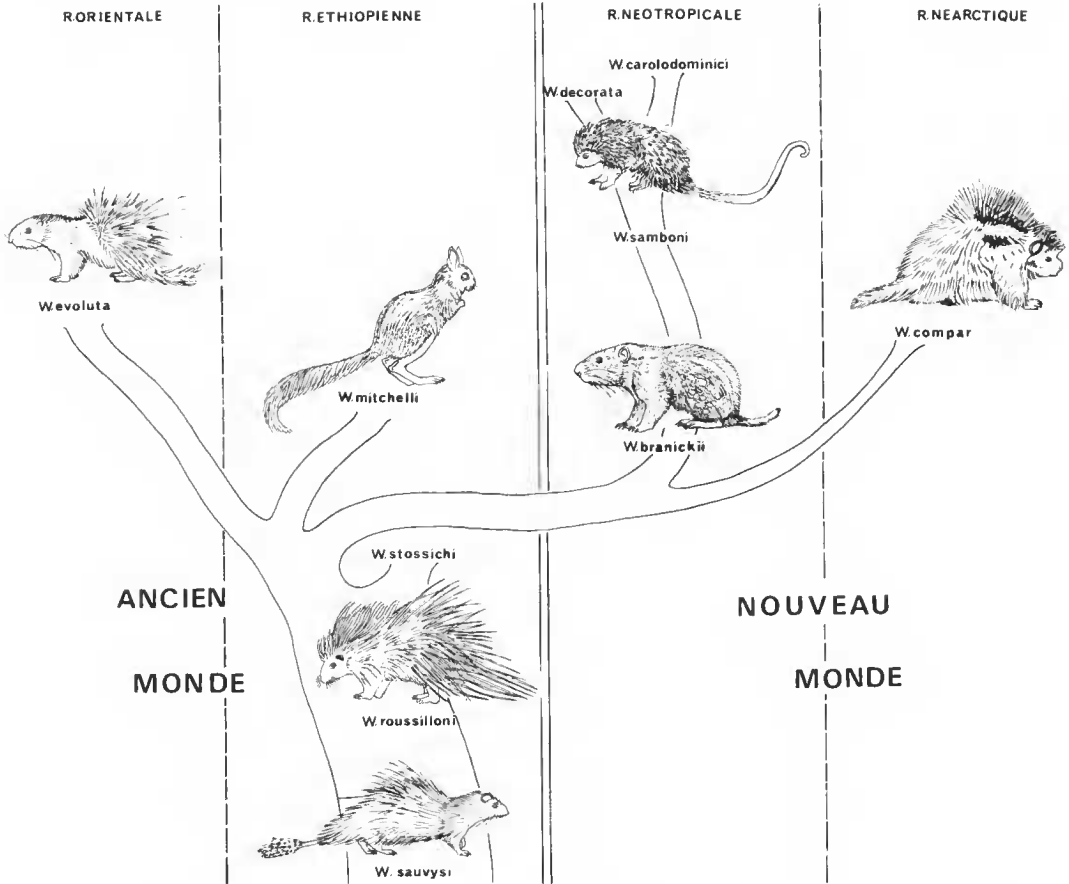 R.ORIENTALE
R.ETHIOPIENNE
R.NEOTROPICALE
R.NEARCTIQUE
W.carolodominici
W.decorata
W.samboni
W.evoluta
W.compar
W.mitchelli
W.branickii
W.stossichi
ANCIEN
MONDE
NOUVEAU
MONDE
W.roussilloni
W. sauvysi